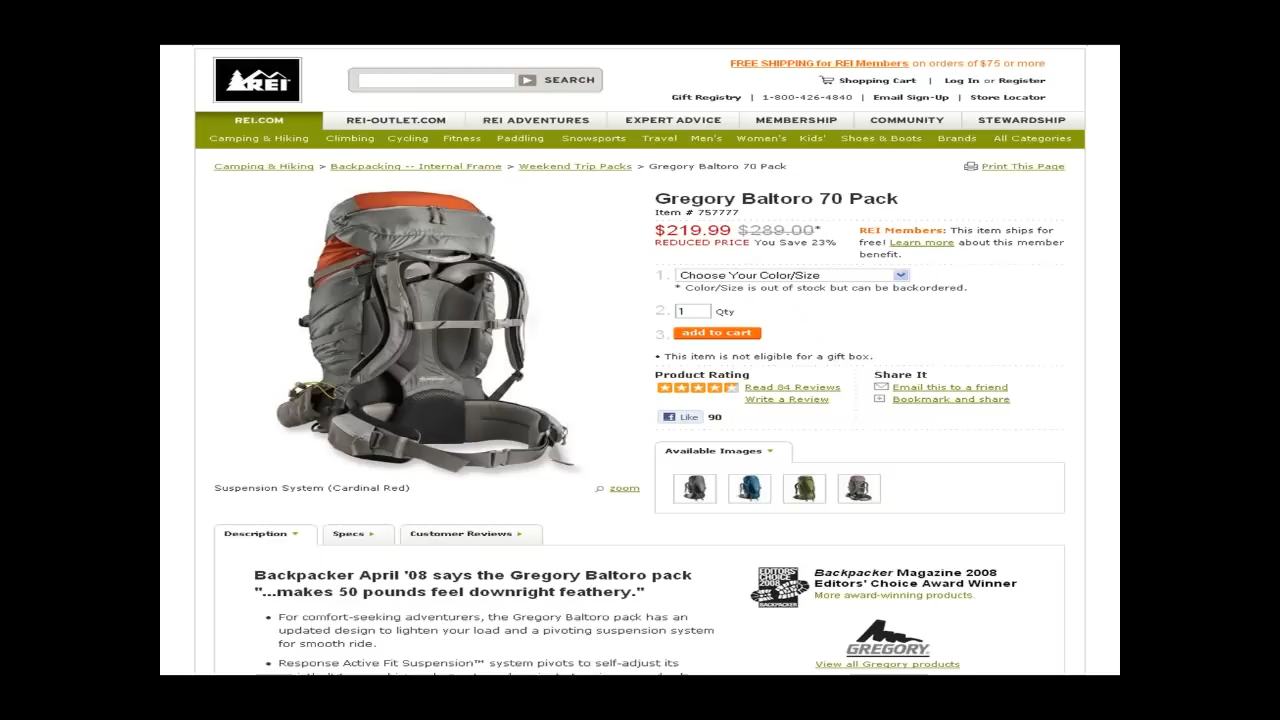 FREE SHIPPING for REI Members on orders of $75 or more
REI
SEARCH
Shopping Cart | Log In or Register
Gift Registry | 1-800-426-4840 | Email Sign-Up | Store Locator
REI.COM REI-OUTLET.COM REI ADVENTURES EXPERT ADVICE MEMBERSHIP COMMUNITY STEWARDSHIP
Camping & Hiking Climbing Cycling Fitness Paddling Snowsports Travel Men's Women's Kids' Shoes & Boots Brands All Categories
Camping & Hiking > Backpacking -- Internal Frame > Weekend Trip Packs > Gregory Baltoro 70 Pack
Print This Page
Gregory Baltoro 70 Pack
Item # 757777
$219.99 $289.00*
REDUCED PRICE You Save 23%
REI Members: This item ships for
free! Learn more about this member
benefit.
1. Choose Your Color/Size
* Color/Size is out of stock but can be backordered.
2. 1 Qty
3. add to cart
• This item is not eligible for a gift box.
Product Rating
Read 84 Reviews
Write a Review
Like 90
Share It
Email this to a friend
Bookmark and share
Available Images
Suspension System (Cardinal Red)
zoom
Description Specs Customer Reviews
Backpacker April '08 says the Gregory Baltoro pack
"...makes 50 pounds feel downright feathery."
• For comfort-seeking adventurers, the Gregory Baltoro pack has an
updated design to lighten your load and a pivoting suspension system
for smooth ride.
• Response Active Fit Suspension™ system pivots to self-adjust its
EDITORS'
CHOICE
2008
BACKPACKER
Backpacker Magazine 2008
Editors' Choice Award Winner
More award-winning products
GREGORY
View all Gregory products